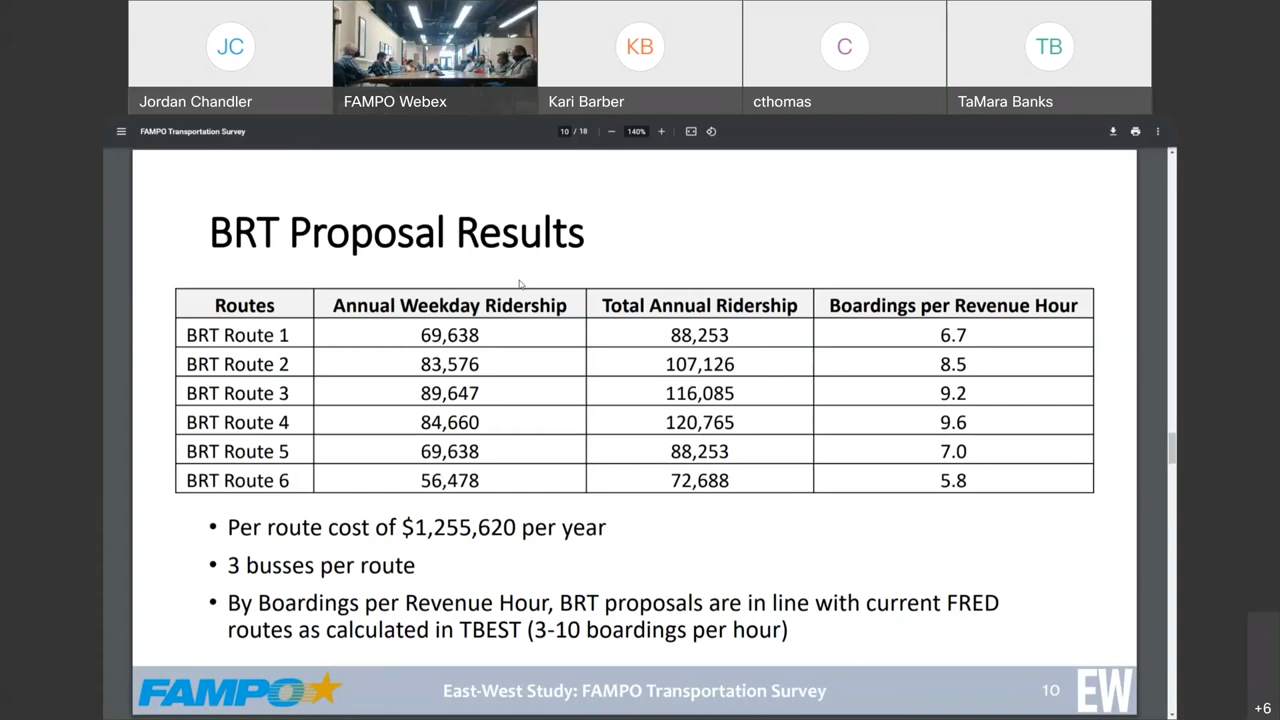 JC
KB
C
TB
Jordan Chandler
FAMPO Webex
Kari Barber
cthomas
TaMara Banks
FAMPO Transportation Survey
10 / 18
140%
BRT Proposal Results
Routes Annual Weekday Ridership Total Annual Ridership Boardings per Revenue Hour
BRT Route 1 69,638 88,253 6.7
BRT Route 2 83,576 107,126 8.5
BRT Route 3 89,647 116,085 9.2
BRT Route 4 84,660 120,765 9.6
BRT Route 5 69,638 88,253 7.0
BRT Route 6 56,478 72,688 5.8
• Per route cost of $1,255,620 per year
• 3 busses per route
• By Boardings per Revenue Hour, BRT proposals are in line with current FRED
routes as calculated in TBEST (3-10 boardings per hour)
FAMPO
East-West Study: FAMPO Transportation Survey
10
EW
+6